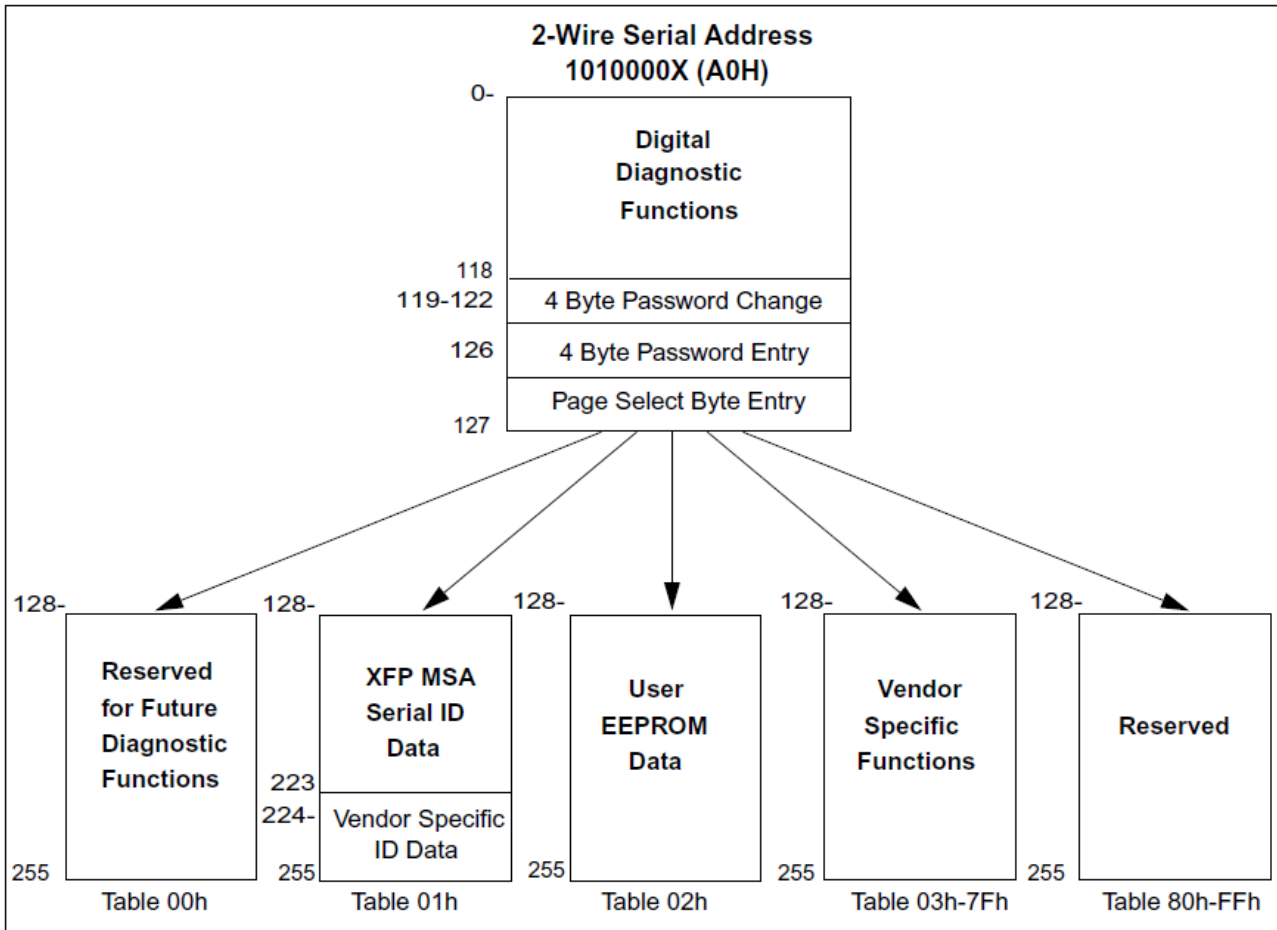 2-Wire Serial Address
1010000X (A0H)
0-
Digital
Diagnostic
Functions
118
119-122
4 Byte Password Change
126
4 Byte Password Entry
Page Select Byte Entry
127
128-
Reserved
for Future
Diagnostic
Functions
255
Table 00h
128-
XFP MSA
Serial ID
Data
223
224-
Vendor Specific
ID Data
255
Table 01h
128-
User
EEPROM
Data
255
Table 02h
128-
Vendor
Specific
Functions
255
Table 03h-7Fh
128-
Reserved
255
Table 80h-FFh